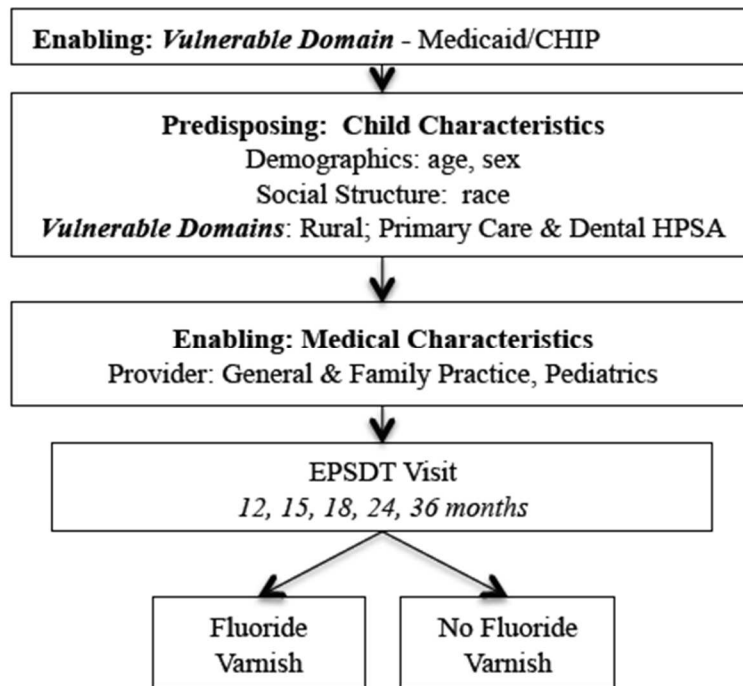 Enabling: Vulnerable Domain - Medicaid/CHIP
Predisposing: Child Characteristics
Demographics: age, sex
Social Structure: race
Vulnerable Domains: Rural; Primary Care & Dental HPSA
Enabling: Medical Characteristics
Provider: General & Family Practice, Pediatrics
EPSDT Visit
12, 15, 18, 24, 36 months
Fluoride
Varnish
No Fluoride
Varnish